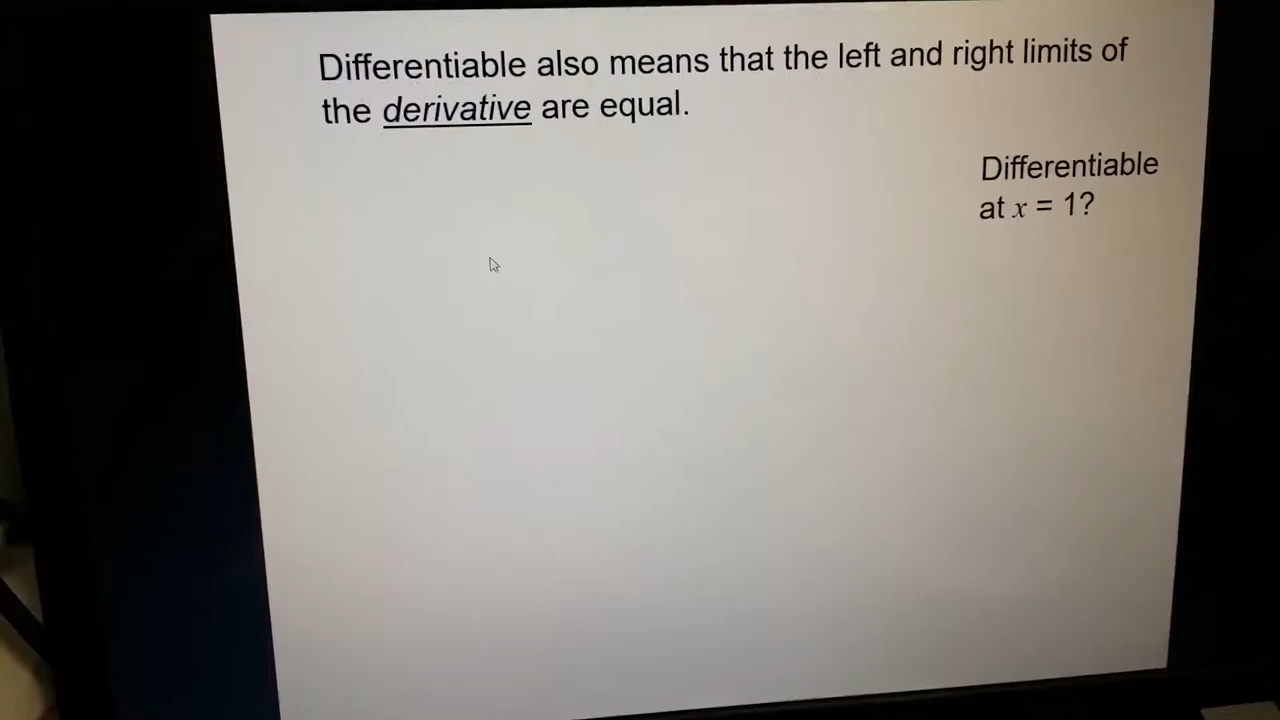 Differentiable also means that the left and right limits of
the derivative are equal.
Differentiable
at x = 1?